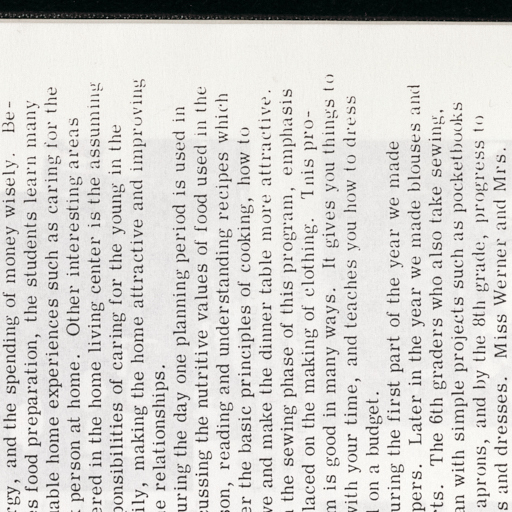 rgy, and the spending of money wisely. Be-
es food preparation, the students learn many
able home experiences such as caring for the
person at home. Other interesting areas
ered in the home living center is the assuming
ponsibilities of caring for the young in the
ily, making the home attractive and improving
e relationships.
uring the day one planning period is used in
cussing the nutritive values of food used in the
son, reading and understanding recipes which
er the basic principles of cooking, how to
ve and make the dinner table more attractive.
the sewing phase of this program, emphasis
laced on the making of clothing. Tnis pro-
m is good in many ways. It gives you things to
with your time, and teaches you how to dress
l on a budget.
uring the first part of the year we made
pers. Later in the year we made blouses and
ts. The 6th graders who also take sewing,
an with simple projects such as pocketbooks
aprons, and by the 8th grade, progress to
s and dresses. Miss Werner and Mrs.